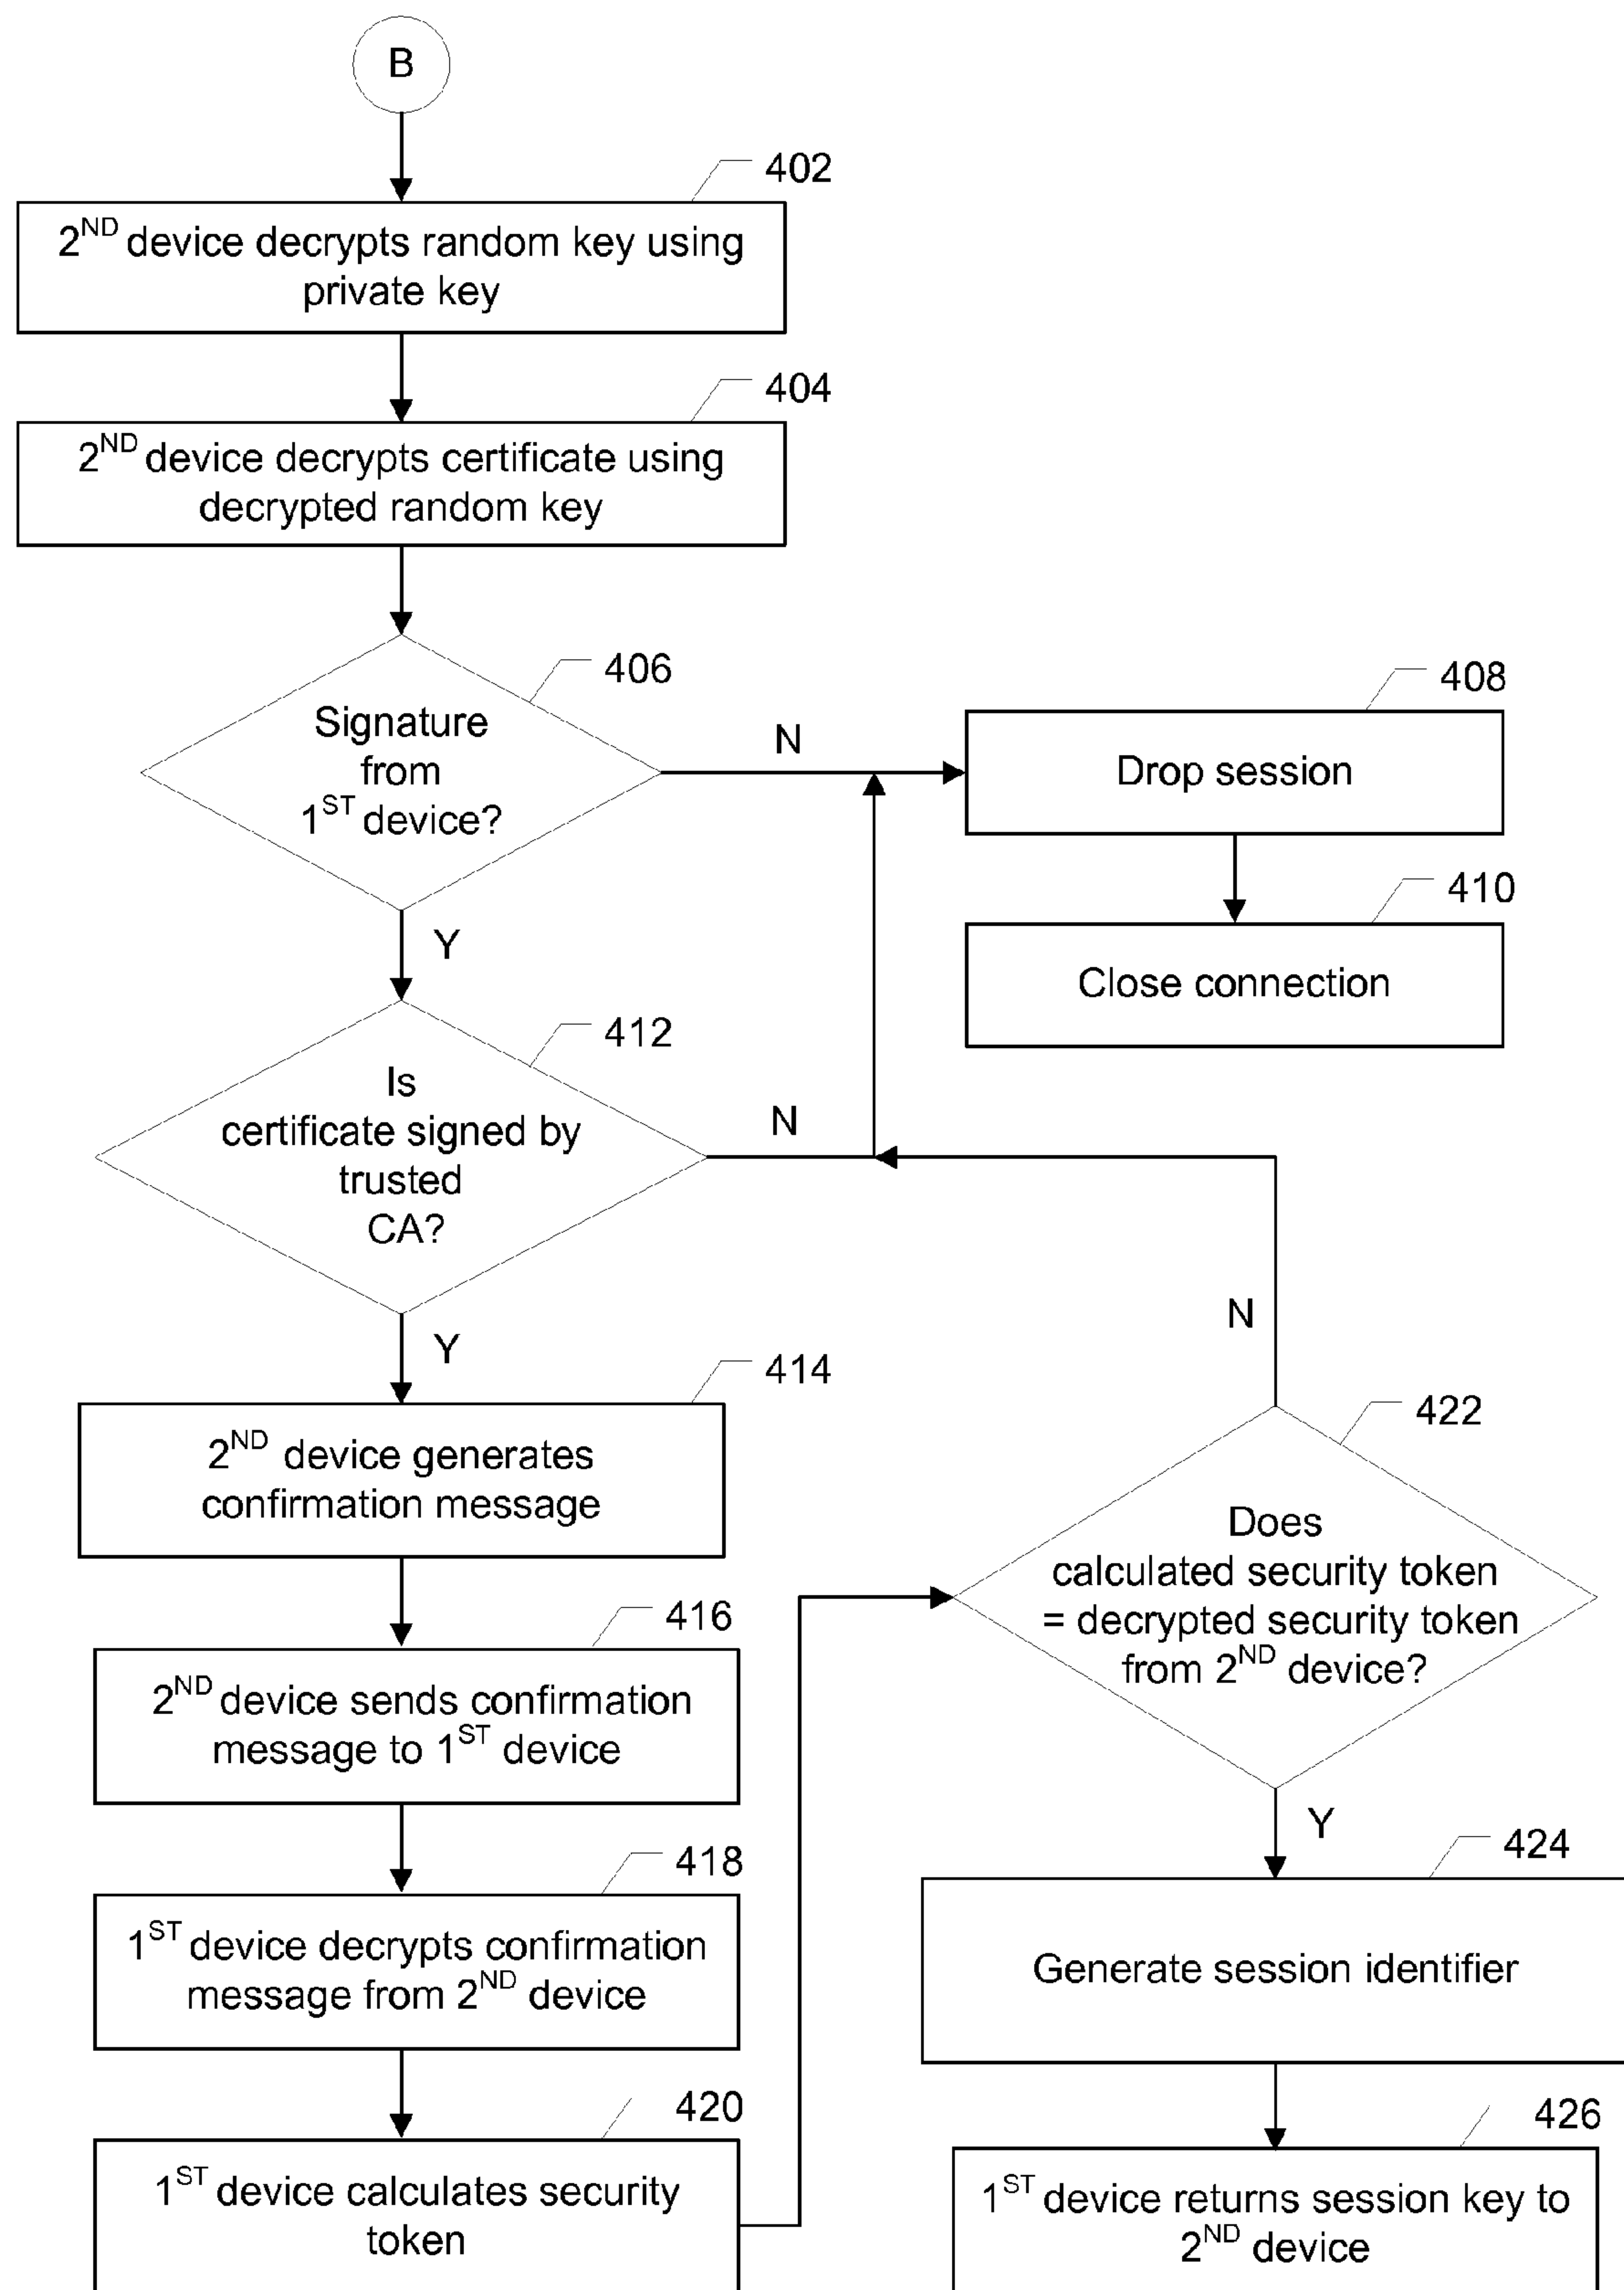 B
402
2ND device decrypts random key using
private key
404
2ND device decrypts certificate using
decrypted random key
406
Signature
from
1ST device?
N
408
Drop session
410
Close connection
Y
412
Is
certificate signed by
trusted
CA?
N
Y
414
2ND device generates
confirmation message
416
2ND device sends confirmation
message to 1ST device
418
1ST device decrypts confirmation
message from 2ND device
420
1ST device calculates security
token
N
422
Does
calculated security token
= decrypted security token
from 2ND device?
Y
424
Generate session identifier
426
1ST device returns session key to
2ND device